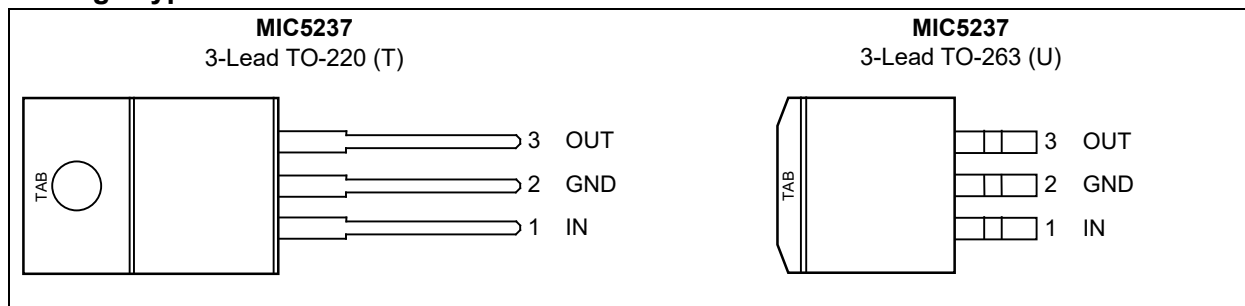 MIC5237
3-Lead TO-220 (T)
TAB
3 OUT
2 GND
1 IN
MIC5237
3-Lead TO-263 (U)
TAB
3 OUT
2 GND
1 IN